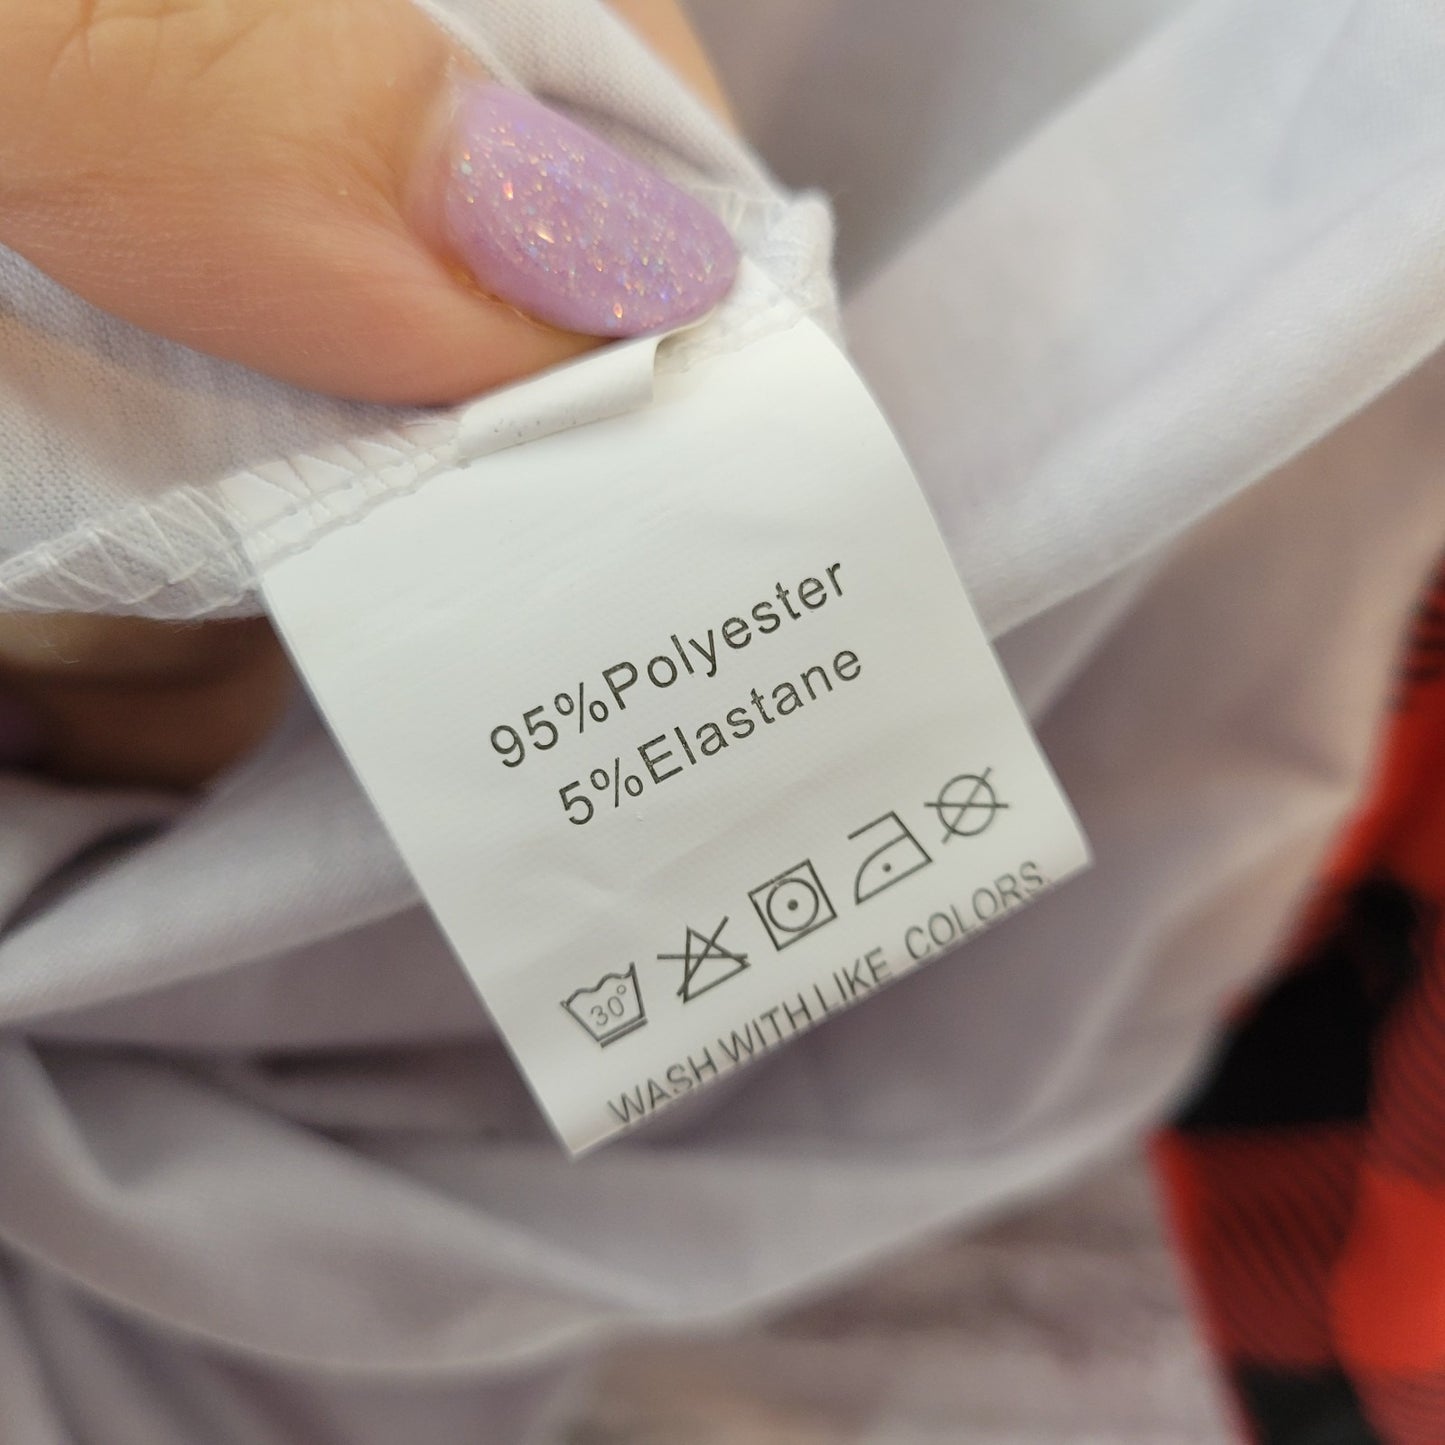 95%Polyester
5%Elastane
30°
WASH WITH LIKE COLORS.